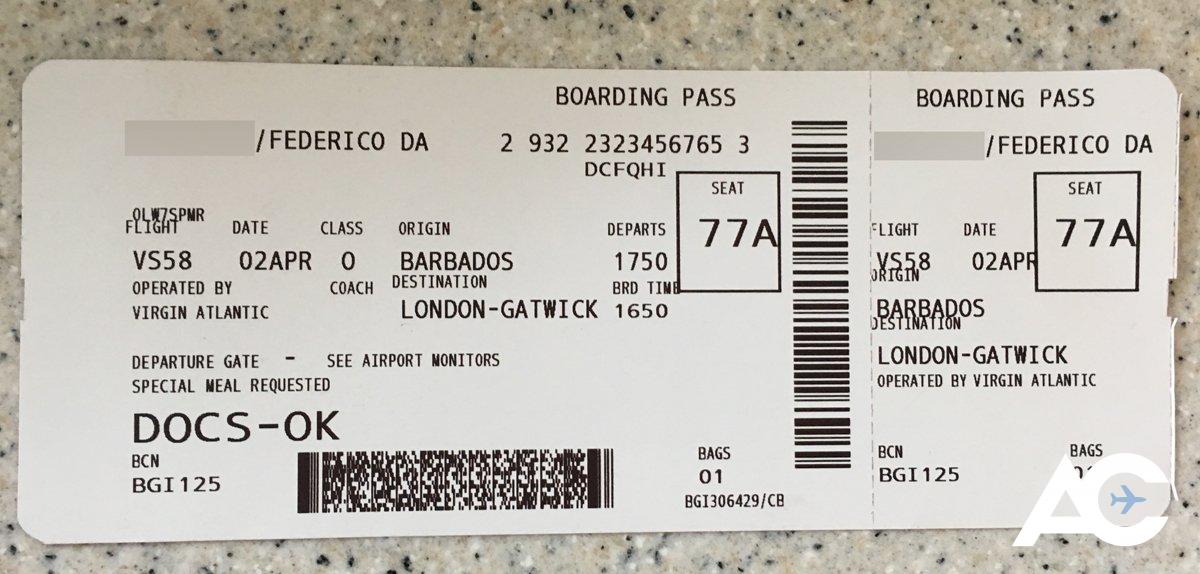 BOARDING PASS
/FEDERICO DA 2 932 2323456765 3
DCFQHI
SEAT
77A
OLW7SPMR
FLIGHT DATE CLASS ORIGIN DEPARTS
VS58 02APR O BARBADOS 1750
OPERATED BY COACH DESTINATION BRD TIME
VIRGIN ATLANTIC LONDON-GATWICK 1650
DEPARTURE GATE - SEE AIRPORT MONITORS
SPECIAL MEAL REQUESTED
DOCS-OK
BCN
BGI125
BAGS
01
BGI306429/CB
BOARDING PASS
/FEDERICO DA
SEAT
77A
FLIGHT DATE
VS58 02APR
ORIGIN
BARBADOS
DESTINATION
LONDON-GATWICK
OPERATED BY VIRGIN ATLANTIC
BCN BAGS
BGI125
AC